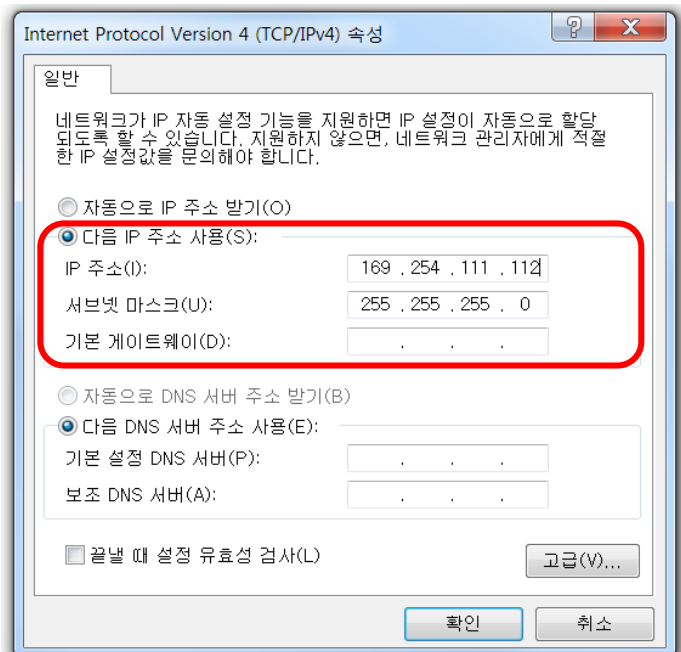 Internet Protocol Version 4 (TCP/IPv4) 속성
일반
네트워크가 IP 자동 설정 기능을 지원하면 IP 설정이 자동으로 할당
되도록 할 수 있습니다. 지원하지 않으면, 네트워크 관리자에게 적절
한 IP 설정값을 문의해야 합니다.
자동으로 IP 주소 받기(O)
다음 IP 주소 사용(S):
IP 주소(I): 169 . 254 . 111 . 112
서브넷 마스크(U): 255 . 255 . 255 . 0
기본 게이트웨이(D): . . .
자동으로 DNS 서버 주소 받기(B)
다음 DNS 서버 주소 사용(E):
기본 설정 DNS 서버(P): . . .
보조 DNS 서버(A): . . .
끝낼 때 설정 유효성 검사(L)
고급(V)...
확인 취소